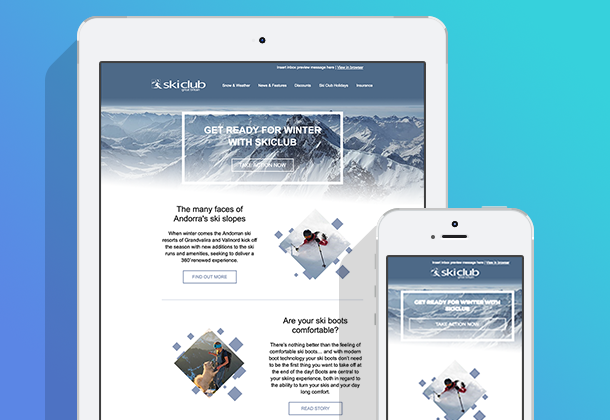 Insert inbox preview message here | View in browser
skiclub
great britain
Snow & Weather News & Features Discounts Ski Club Holidays Insurance
GET READY FOR WINTER
WITH SKICLUB
TAKE ACTION NOW
The many faces of
Andorra's ski slopes
When winter comes the Andorran ski
resorts of Grandvalira and Vallnord kick off
the season with new additions to the ski
runs and amenities, seeking to deliver a
360˚renewed experience.
FIND OUT MORE
Are your ski boots
comfortable?
There's nothing better than the feeling of
comfortable ski boots… and with modern
boot technology your ski boots don't need
to be the first thing you want to take off at
the end of the day! Boots are central to
your skiing experience, both in regard to
the ability to turn your skis and your day
long comfort.
READ STORY
Insert inbox preview message here | View in browser
skiclub
great britain
GET READY FOR WINTER WITH
SKICLUB
TAKE ACTION NOW